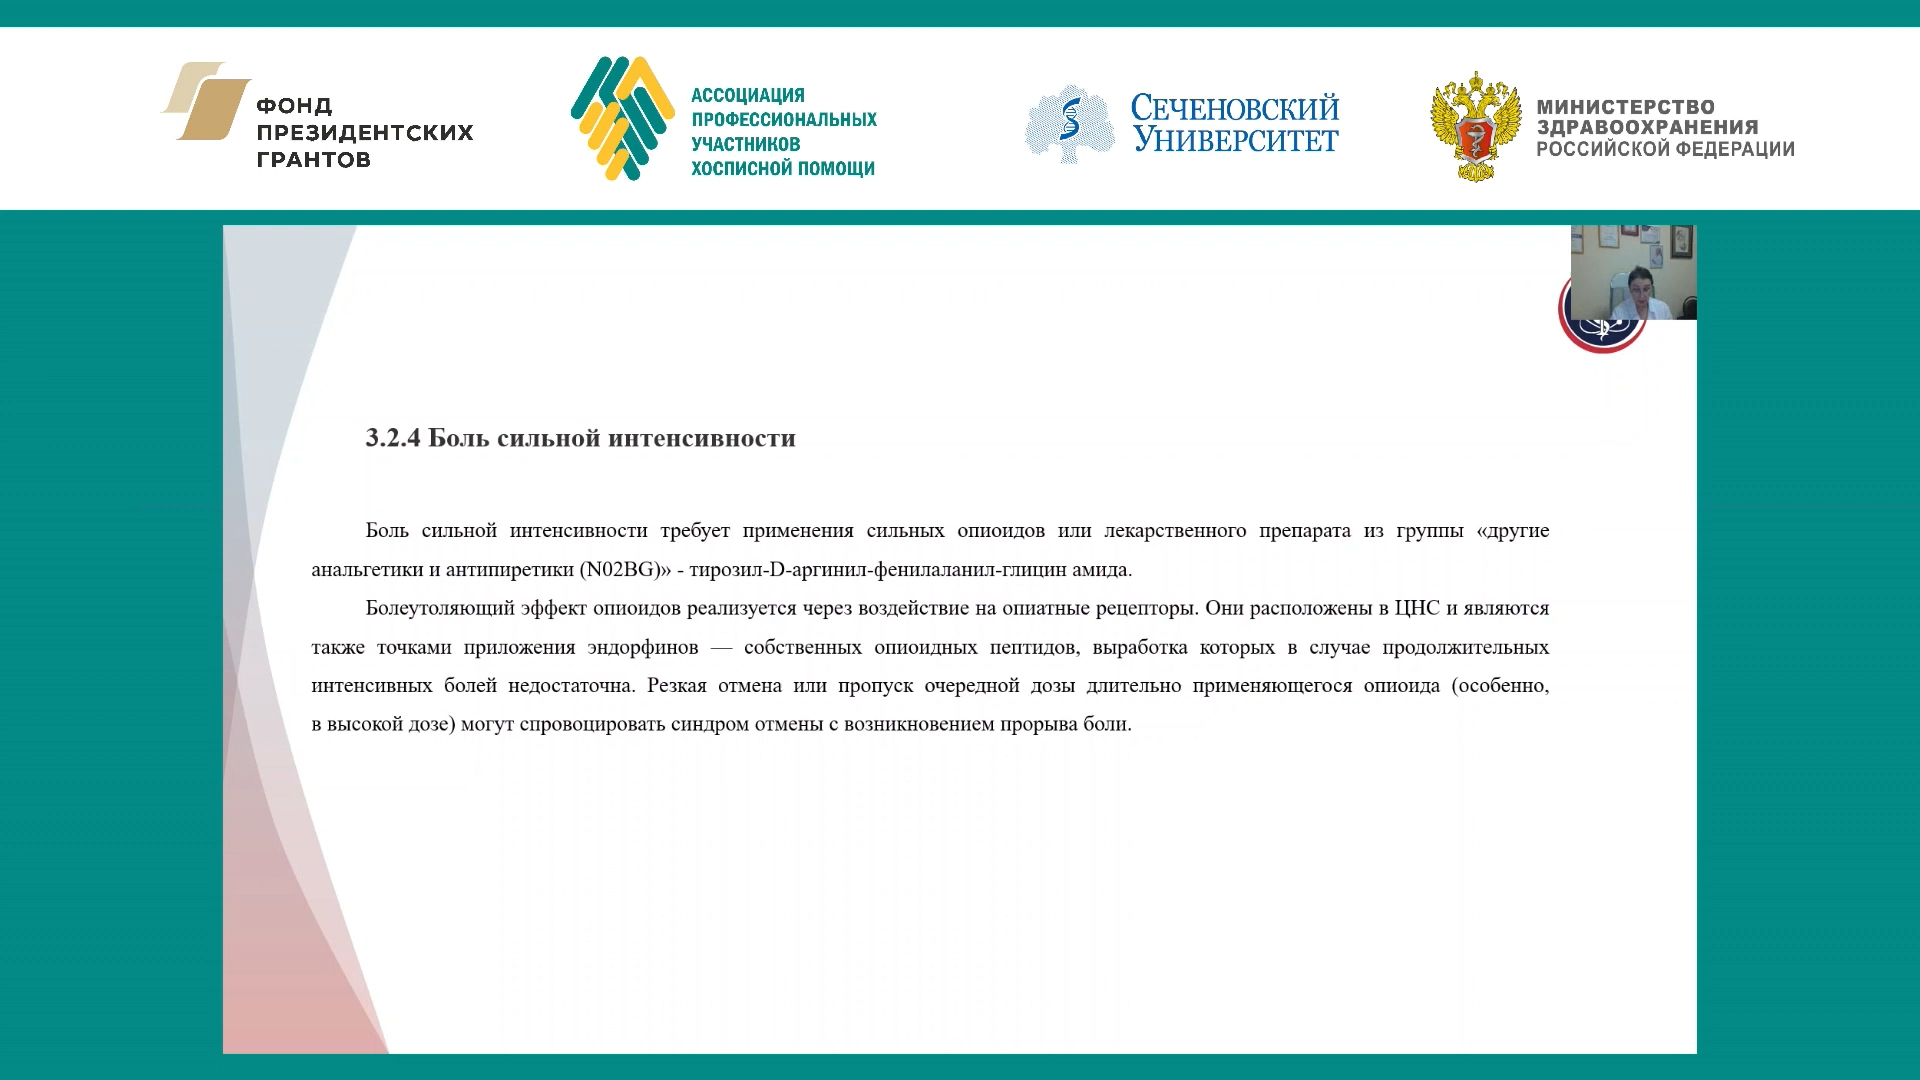 ФОНД
ПРЕЗИДЕНТСКИХ
ГРАНТОВ
АССОЦИАЦИЯ
ПРОФЕССИОНАЛЬНЫХ
УЧАСТНИКОВ
ХОСПИСНОЙ ПОМОЩИ
СЕЧЕНОВСКИЙ
УНИВЕРСИТЕТ
МИНИСТЕРСТВО
ЗДРАВООХРАНЕНИЯ
РОССИЙСКОЙ ФЕДЕРАЦИИ
3.2.4 Боль сильной интенсивности
Боль сильной интенсивности требует применения сильных опиоидов или лекарственного препарата из группы «другие
анальгетики и антипиретики (N02BG)» - тирозил-D-аргинил-фенилаланил-глицин амида.
Болеутоляющий эффект опиоидов реализуется через воздействие на опиатные рецепторы. Они расположены в ЦНС и являются
также точками приложения эндорфинов — собственных опиоидных пептидов, выработка которых в случае продолжительных
интенсивных болей недостаточна. Резкая отмена или пропуск очередной дозы длительно применяющегося опиоида (особенно,
в высокой дозе) могут спровоцировать синдром отмены с возникновением прорыва боли.